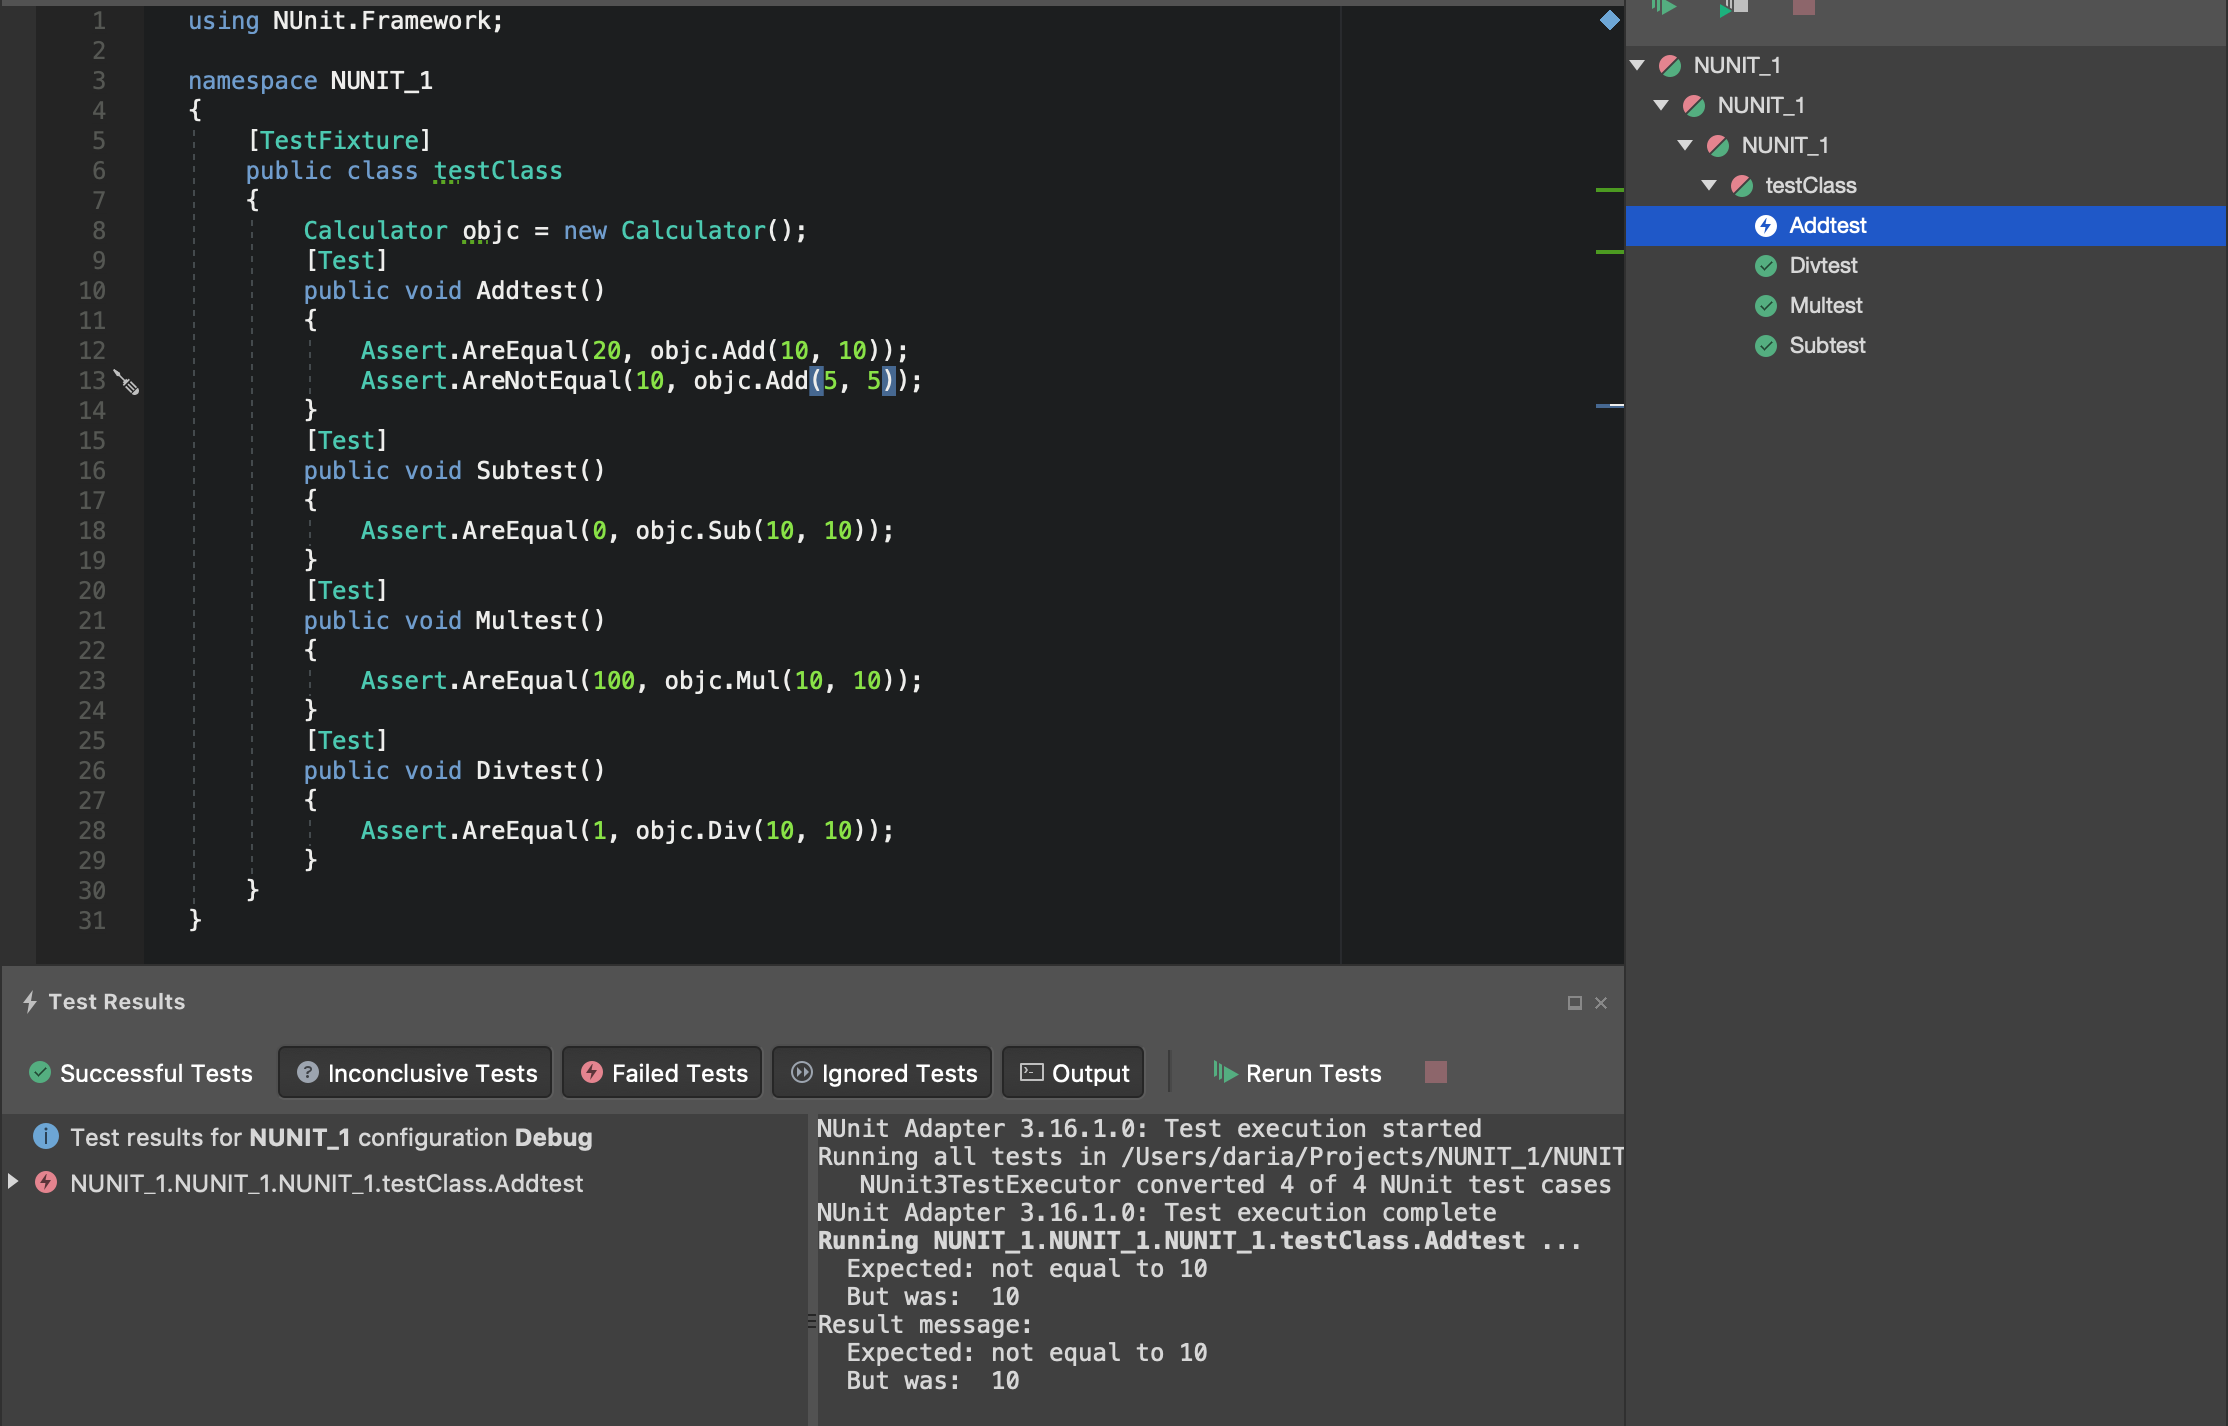 1 using NUnit.Framework;
2
3 namespace NUNIT_1
4 {
5 [TestFixture]
6 public class testClass
7 {
8 Calculator objc = new Calculator();
9 [Test]
10 public void Addtest()
11 {
12 Assert.AreEqual(20, objc.Add(10, 10));
13 Assert.AreNotEqual(10, objc.Add(5, 5));
14 }
15 [Test]
16 public void Subtest()
17 {
18 Assert.AreEqual(0, objc.Sub(10, 10));
19 }
20 [Test]
21 public void Multest()
22 {
23 Assert.AreEqual(100, objc.Mul(10, 10));
24 }
25 [Test]
26 public void Divtest()
27 {
28 Assert.AreEqual(1, objc.Div(10, 10));
29 }
30 }
31 }
NUNIT_1
NUNIT_1
NUNIT_1
testClass
Addtest
Divtest
Multest
Subtest
Test Results
Successful Tests Inconclusive Tests Failed Tests Ignored Tests Output Rerun Tests
Test results for NUNIT_1 configuration Debug
NUNIT_1.NUNIT_1.NUNIT_1.testClass.Addtest
NUnit Adapter 3.16.1.0: Test execution started
Running all tests in /Users/daria/Projects/NUNIT_1/NUNIT
NUnit3TestExecutor converted 4 of 4 NUnit test cases
NUnit Adapter 3.16.1.0: Test execution complete
Running NUNIT_1.NUNIT_1.NUNIT_1.testClass.Addtest ...
Expected: not equal to 10
But was: 10
Result message:
Expected: not equal to 10
But was: 10